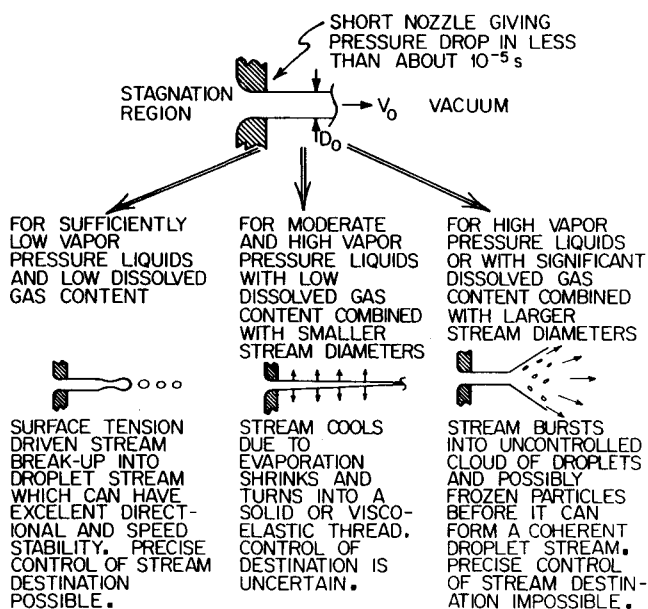 SHORT NOZZLE GIVING
PRESSURE DROP IN LESS
THAN ABOUT 10⁻⁵ s
STAGNATION
REGION
V₀
VACUUM
D₀
FOR SUFFICIENTLY
LOW VAPOR
PRESSURE LIQUIDS
AND LOW DISSOLVED
GAS CONTENT
FOR MODERATE
AND HIGH VAPOR
PRESSURE LIQUIDS
WITH LOW
DISSOLVED GAS
CONTENT COMBINED
WITH SMALLER
STREAM DIAMETERS
FOR HIGH VAPOR
PRESSURE LIQUIDS
OR WITH SIGNIFICANT
DISSOLVED GAS
CONTENT COMBINED
WITH LARGER
STREAM DIAMETERS
SURFACE TENSION
DRIVEN STREAM
BREAK-UP INTO
DROPLET STREAM
WHICH CAN HAVE
EXCELENT DIRECT-
IONAL AND SPEED
STABILITY. PRECISE
CONTROL OF STREAM
DESTINATION
POSSIBLE.
STREAM COOLS
DUE TO
EVAPORATION
SHRINKS AND
TURNS INTO A
SOLID OR VISCO-
ELASTIC THREAD.
CONTROL OF
DESTINATION IS
UNCERTAIN.
STREAM BURSTS
INTO UNCONTROLLED
CLOUD OF DROPLETS
AND POSSIBLY
FROZEN PARTICLES
BEFORE IT CAN
FORM A COHERENT
DROPLET STREAM.
PRECISE CONTROL
OF STREAM DESTIN-
ATION IMPOSSIBLE.